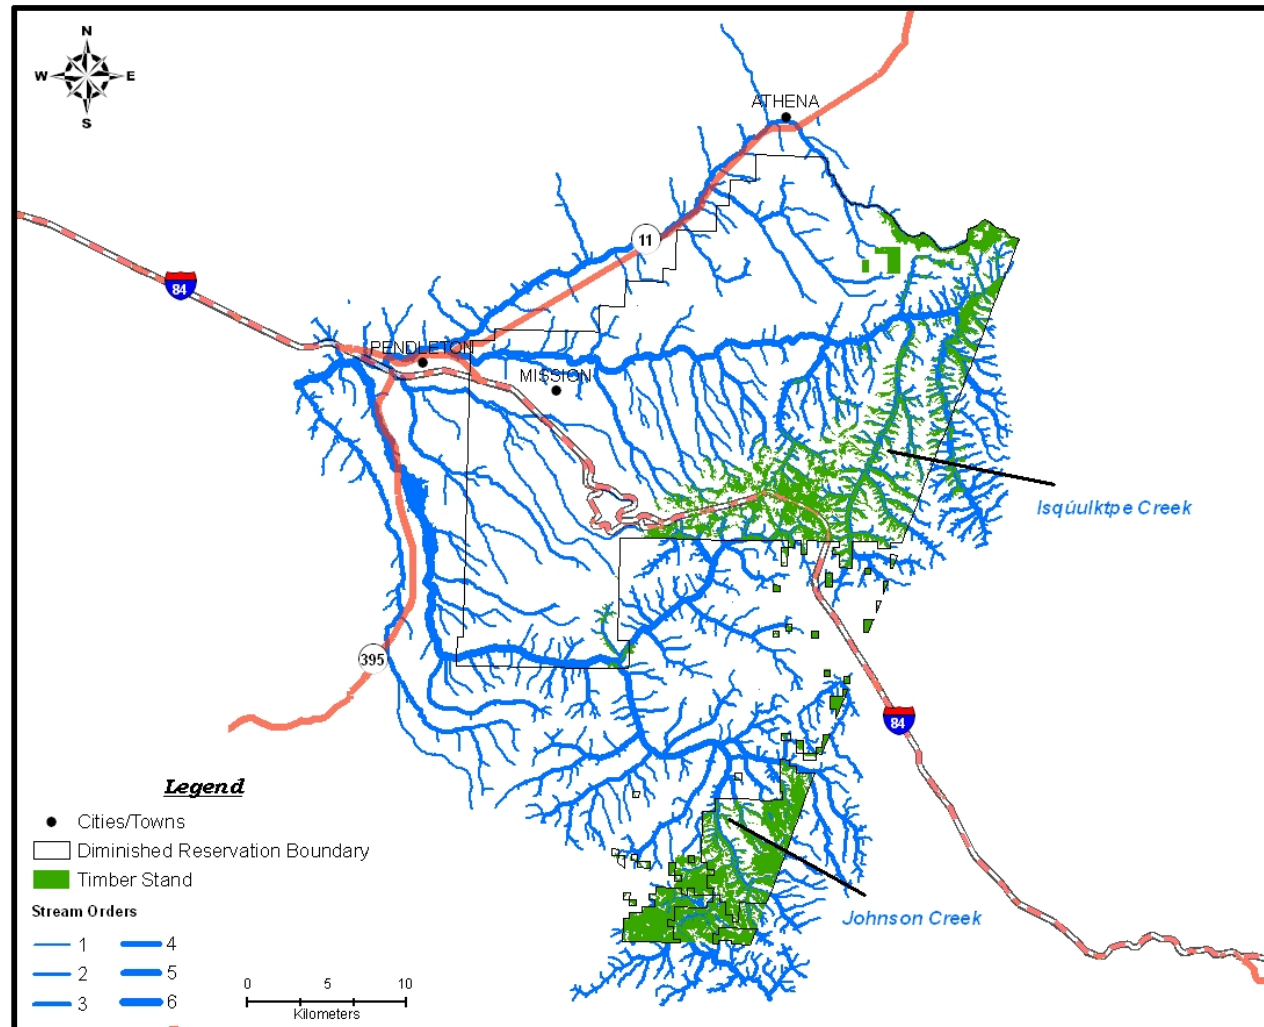 N
W E
S
ATHENA
11
84
PENDLETON
MISSION
Isqúulktpe Creek
395
84
Legend
Cities/Towns
Diminished Reservation Boundary
Timber Stand
Stream Orders
1 4
2 5
3 6
0 5 10
Kilometers
Johnson Creek